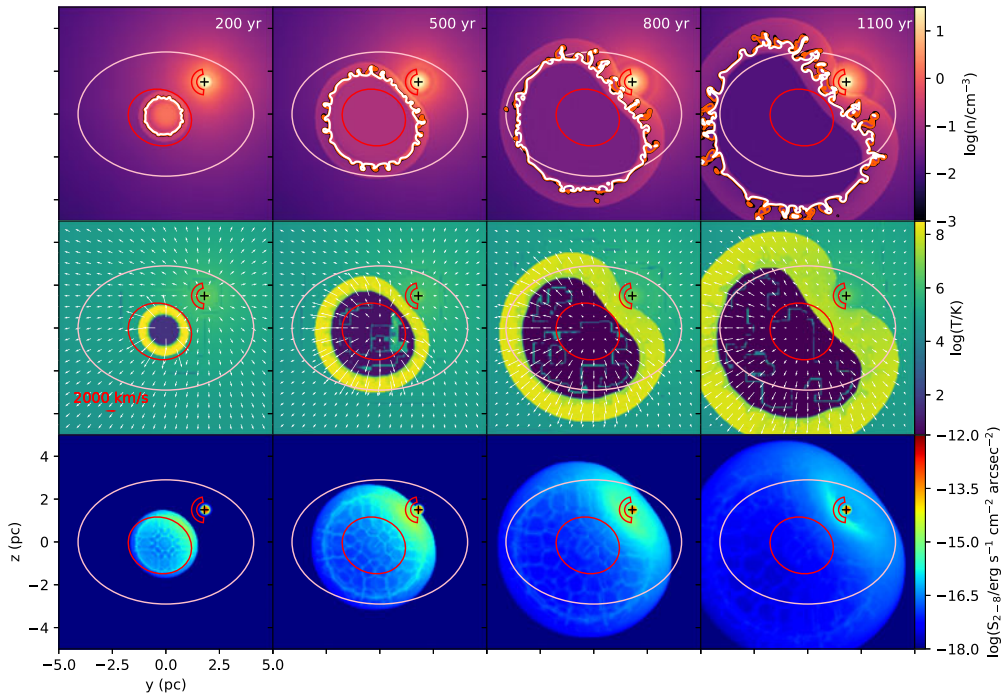 200 yr
500 yr
800 yr
1100 yr
1
0
−1
−2
−3
log(n/cm⁻³)
2000 km/s
8
6
4
2
log(T/K)
4
2
0
−2
−4
z (pc)
−5.0
−2.5
0.0
2.5
5.0
y (pc)
−12.0
−13.5
−15.0
−16.5
−18.0
log(S₂₋₈/erg s⁻¹ cm⁻² arcsec⁻²)